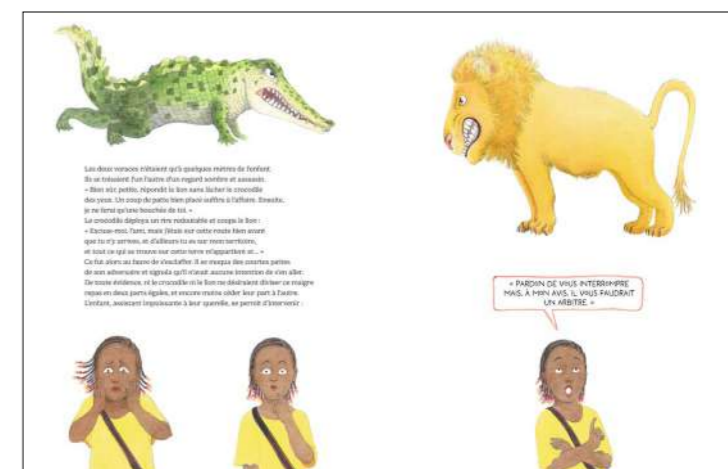 Les deux voraces n'étaient qu'à quelques mètres de l'enfant.
Ils se toisaient l'un l'autre d'un regard sombre et assassin.
« Bien sûr, petite, répondit le lion sans lâcher le crocodile
des yeux. Un coup de patte bien placé suffira à l'affaire. Ensuite,
je ne ferai qu'une bouchée de toi. »
Le crocodile déploya un rire redoutable et coupa le lion :
« Excuse-moi, l'ami, mais j'étais sur cette route bien avant
que tu n'y arrives, et d'ailleurs tu es sur mon territoire,
et tout ce qui se trouve sur cette terre m'appartient et... »
Ce fut alors au fauve de s'esclaffer. Il se moqua des courtes pattes
de son adversaire et signala qu'il n'avait aucune intention de s'en aller.
De toute évidence, ni le crocodile ni le lion ne désiraient diviser ce maigre
repas en deux parts égales, et encore moins céder leur part à l'autre.
L'enfant, assistant impuissante à leur querelle, se permit d'intervenir :
« PARDON DE VOUS INTERROMPRE
MAIS, À MON AVIS, IL VOUS FAUDRAIT
UN ARBITRE. »